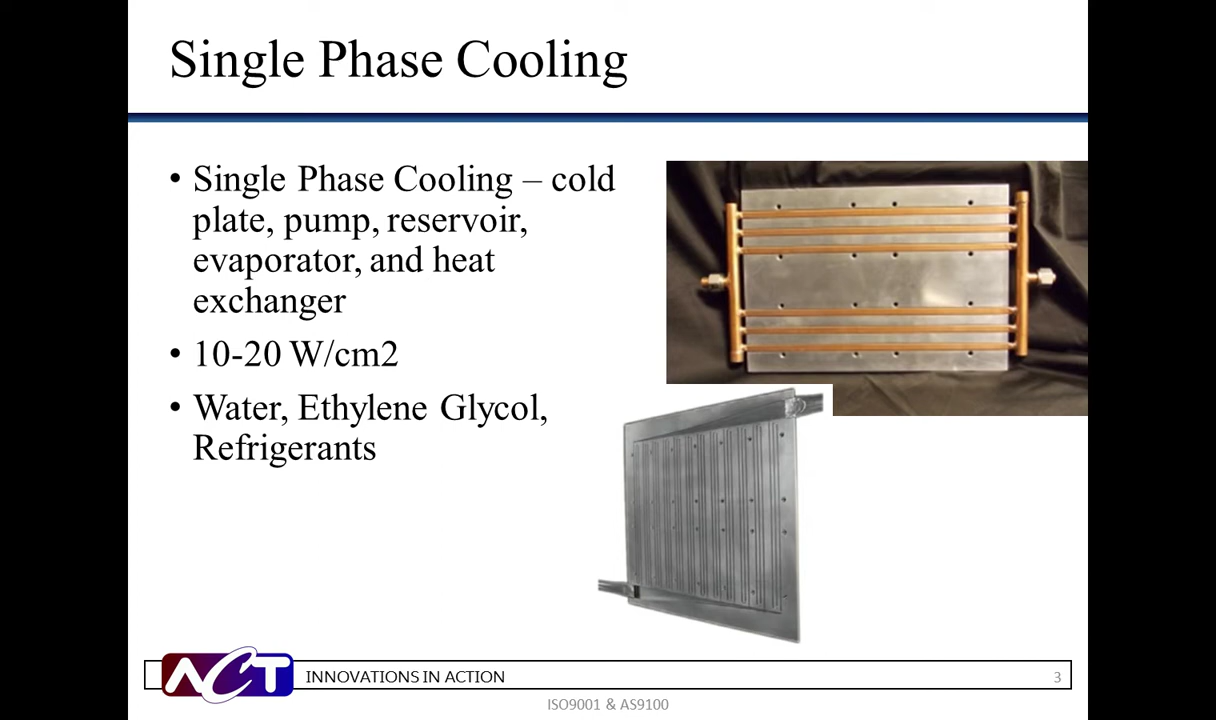 Single Phase Cooling
• Single Phase Cooling – cold
plate, pump, reservoir,
evaporator, and heat
exchanger
• 10-20 W/cm2
• Water, Ethylene Glycol,
Refrigerants
ACT
INNOVATIONS IN ACTION
3
ISO9001 & AS9100